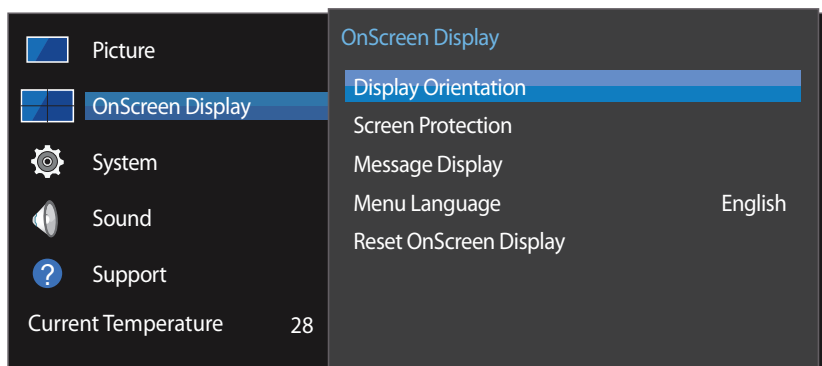 Picture
OnScreen Display
System
Sound
?
Support
Current Temperature 28
OnScreen Display
Display Orientation
Screen Protection
Message Display
Menu Language English
Reset OnScreen Display